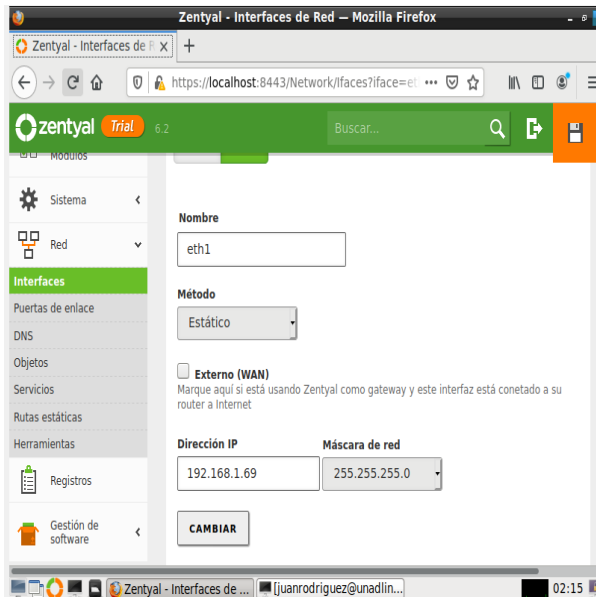 Zentyal - Interfaces de Red — Mozilla Firefox
Zentyal - Interfaces de R
https://localhost:8443/Network/Ifaces?iface=et
zentyal Trial 6.2 Buscar...
Módulos
Sistema
Red
Interfaces
Puertas de enlace
DNS
Objetos
Servicios
Rutas estáticas
Herramientas
Registros
Gestión de
software
Nombre
eth1
Método
Estático
Externo (WAN)
Marque aquí si está usando Zentyal como gateway y este interfaz está conetado a su
router a Internet
Dirección IP Máscara de red
192.168.1.69 255.255.255.0
CAMBIAR
Zentyal - Interfaces de ... [juanrodriguez@unadlin... 02:15